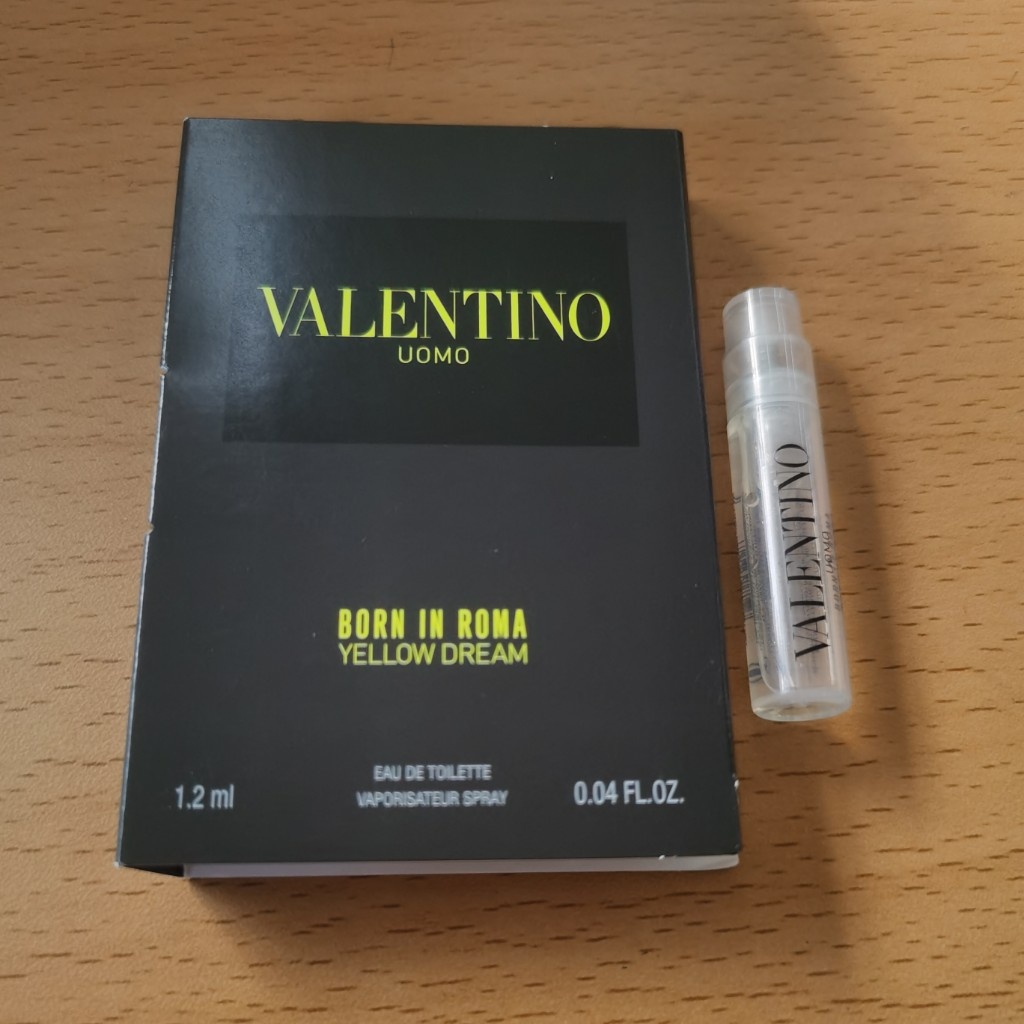 VALENTINO
UOMO
BORN IN ROMA
YELLOW DREAM
EAU DE TOILETTE
1.2 ml VAPORISATEUR SPRAY 0.04 FL.OZ.
VALENTINO
UOMO